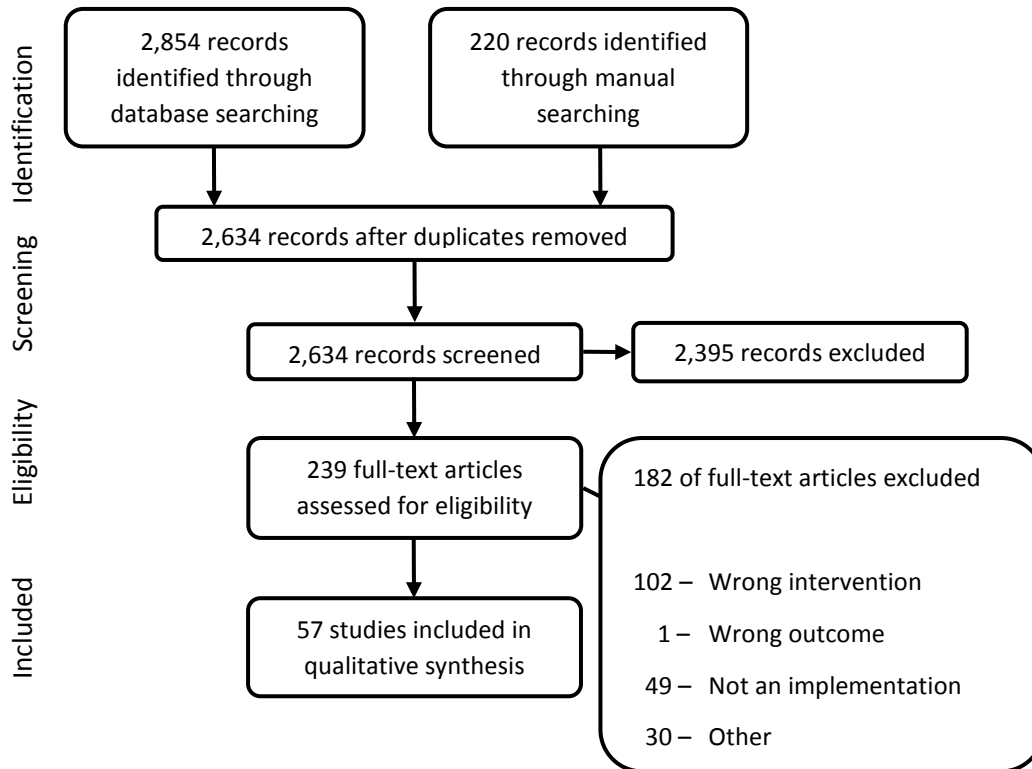 Identification
2,854 records
identified through
database searching
220 records identified
through manual
searching
2,634 records after duplicates removed
Screening
2,634 records screened
2,395 records excluded
Eligibility
239 full-text articles
assessed for eligibility
182 of full-text articles excluded
102 – Wrong intervention
1 – Wrong outcome
49 – Not an implementation
30 – Other
Included
57 studies included in
qualitative synthesis